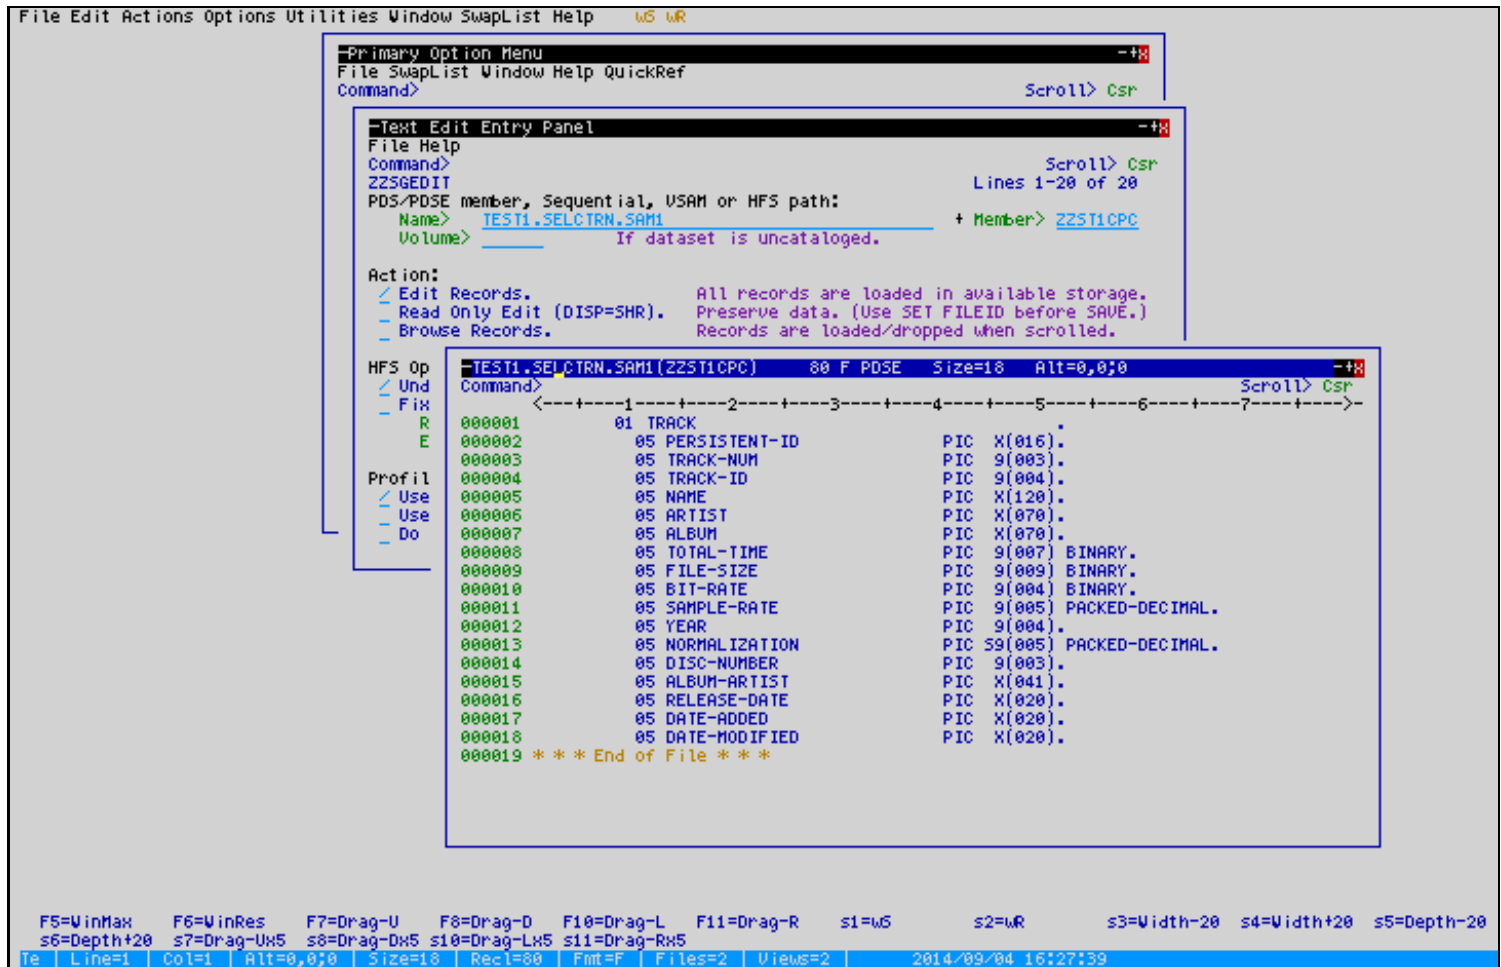 File Edit Actions Options Utilities Window SwapList Help wS wR
Primary Option Menu -+x
File SwapList Window Help QuickRef
Command> Scroll> Csr
Text Edit Entry Panel -+x
File Help
Command> Scroll> Csr
ZZSGEDIT Lines 1-20 of 20
PDS/PDSE member, Sequential, VSAM or HFS path:
Name> TEST1.SELCTRN.SAM1 + Member> ZZST1CPC
Volume> If dataset is uncataloged.
Action:
/ Edit Records. All records are loaded in available storage.
_ Read Only Edit (DISP=SHR). Preserve data. (Use SET FILEID before SAVE.)
_ Browse Records. Records are loaded/dropped when scrolled.
HFS Op
/ Und
_ Fix
R
E
Profil
/ Use
_ Use
_ Do
TEST1.SELCTRN.SAM1(ZZST1CPC) 80 F PDSE Size=18 Alt=0,0;0 -+x
Command> Scroll> Csr
<---+----1----+----2----+----3----+----4----+----5----+----6----+----7----+---->-
000001 01 TRACK .
000002 05 PERSISTENT-ID PIC X(016).
000003 05 TRACK-NUM PIC 9(003).
000004 05 TRACK-ID PIC 9(004).
000005 05 NAME PIC X(120).
000006 05 ARTIST PIC X(070).
000007 05 ALBUM PIC X(070).
000008 05 TOTAL-TIME PIC 9(007) BINARY.
000009 05 FILE-SIZE PIC 9(009) BINARY.
000010 05 BIT-RATE PIC 9(004) BINARY.
000011 05 SAMPLE-RATE PIC 9(005) PACKED-DECIMAL.
000012 05 YEAR PIC 9(004).
000013 05 NORMALIZATION PIC S9(005) PACKED-DECIMAL.
000014 05 DISC-NUMBER PIC 9(003).
000015 05 ALBUM-ARTIST PIC X(041).
000016 05 RELEASE-DATE PIC X(020).
000017 05 DATE-ADDED PIC X(020).
000018 05 DATE-MODIFIED PIC X(020).
000019 * * * End of File * * *
F5=WinMax F6=WinRes F7=Drag-U F8=Drag-D F10=Drag-L F11=Drag-R s1=wS s2=wR s3=Width-20 s4=Width+20 s5=Depth-20
s6=Depth+20 s7=Drag-Ux5 s8=Drag-Dx5 s10=Drag-Lx5 s11=Drag-Rx5
Te | Line=1 | Col=1 | Alt=0,0;0 | Size=18 | Recl=80 | Fmt=F | Files=2 | Views=2 | 2014/09/04 16:27:39